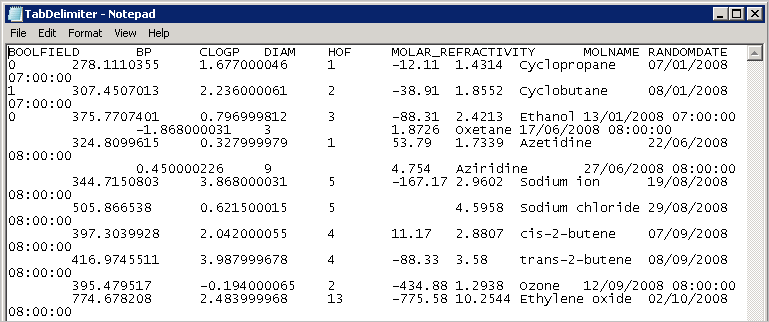 TabDelimiter - Notepad
File Edit Format View Help
BOOLFIELD BP CLOGP DIAM HOF MOLAR_REFRACTIVITY MOLNAME RANDOMDATE
0 278.1110355 1.677000046 1 -12.11 1.4314 Cyclopropane 07/01/2008
07:00:00
1 307.4507013 2.236000061 2 -38.91 1.8552 Cyclobutane 08/01/2008
07:00:00
0 375.7707401 0.796999812 3 -88.31 2.4213 Ethanol 13/01/2008 07:00:00
-1.868000031 3 1.8726 Oxetane 17/06/2008 08:00:00
324.8099615 0.327999979 1 53.79 1.7339 Azetidine 22/06/2008
08:00:00
0.450000226 9 4.754 Aziridine 27/06/2008 08:00:00
344.7150803 3.868000031 5 -167.17 2.9602 Sodium ion 19/08/2008
08:00:00
505.866538 0.621500015 5 4.5958 Sodium chloride 29/08/2008
08:00:00
397.3039928 2.042000055 4 11.17 2.8807 cis-2-butene 07/09/2008
08:00:00
416.9745511 3.987999678 4 -88.33 3.58 trans-2-butene 08/09/2008
08:00:00
395.479517 -0.194000065 2 -434.88 1.2938 Ozone 12/09/2008 08:00:00
774.678208 2.483999968 13 -775.58 10.2544 Ethylene oxide 02/10/2008
08:00:00